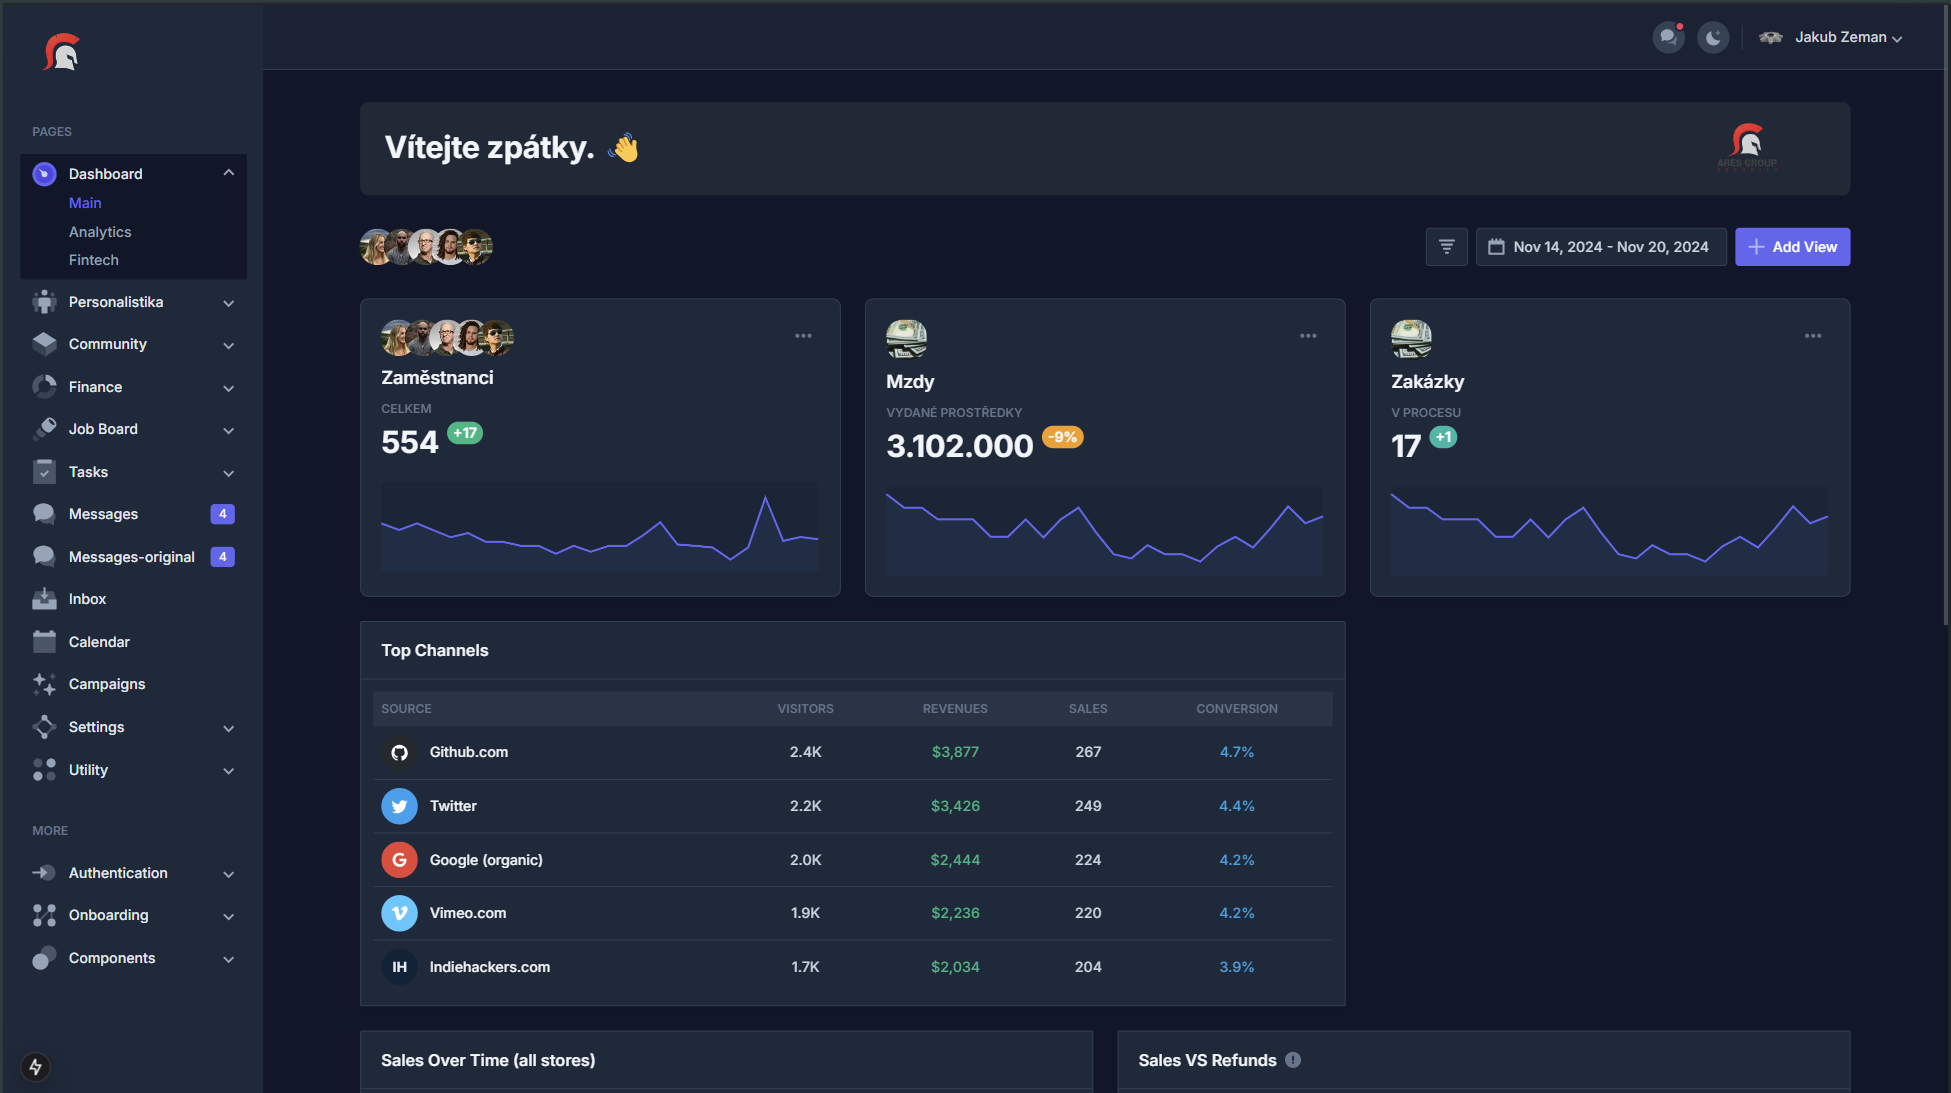 Jakub Zeman
PAGES
Dashboard
Main
Analytics
Fintech
Personalistika
Community
Finance
Job Board
Tasks
Messages 4
Messages-original 4
Inbox
Calendar
Campaigns
Settings
Utility
MORE
Authentication
Onboarding
Components
Vítejte zpátky. 👋
ARES GROUP
SECURITY
Nov 14, 2024 - Nov 20, 2024
Add View
Zaměstnanci
CELKEM
554 +17
Mzdy
VYDANÉ PROSTŘEDKY
3.102.000 -9%
Zakázky
V PROCESU
17 +1
Top Channels
SOURCE VISITORS REVENUES SALES CONVERSION
Github.com 2.4K $3,877 267 4.7%
Twitter 2.2K $3,426 249 4.4%
G Google (organic) 2.0K $2,444 224 4.2%
Vimeo.com 1.9K $2,236 220 4.2%
IH Indiehackers.com 1.7K $2,034 204 3.9%
Sales Over Time (all stores)
Sales VS Refunds